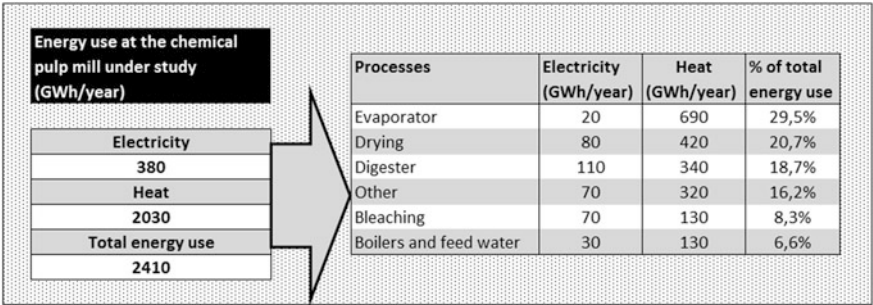 Energy use at the chemical
pulp mill under study
(GWh/year)
Electricity
380
Heat
2030
Total energy use
2410
Processes Electricity Heat % of total
(GWh/year) (GWh/year) energy use
Evaporator 20 690 29,5%
Drying 80 420 20,7%
Digester 110 340 18,7%
Other 70 320 16,2%
Bleaching 70 130 8,3%
Boilers and feed water 30 130 6,6%